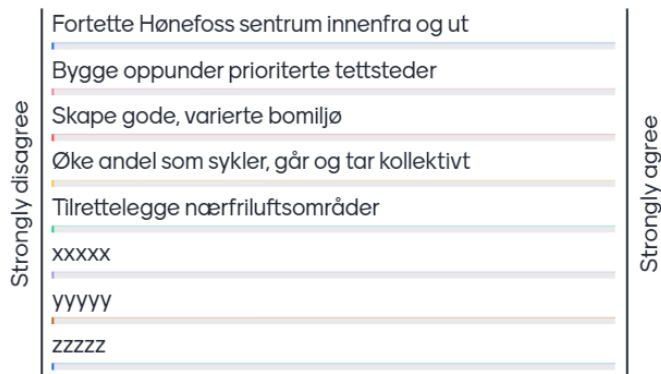 Fortette Hønefoss sentrum innenfra og ut
Bygge oppunder prioriterte tettsteder
Skape gode, varierte bomiljø
Øke andel som sykler, går og tar kollektivt
Tilrettelegge nærfriluftsområder
xxxxx
yyyyy
zzzzz
Strongly disagree
Strongly agree